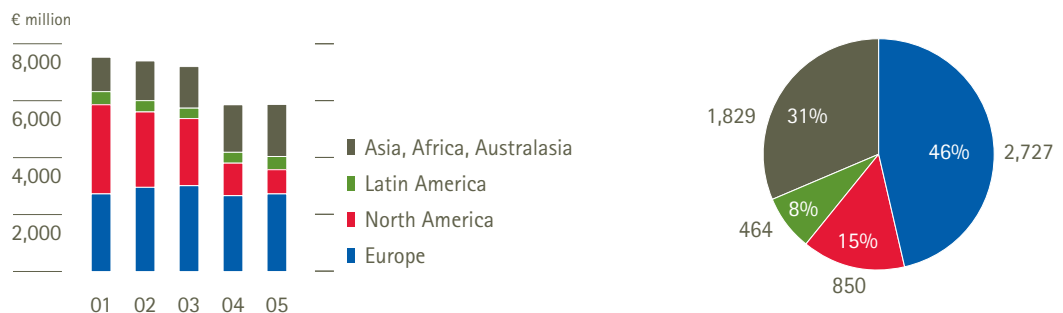 € million
8,000
6,000
4,000
2,000
01 02 03 04 05
Asia, Africa, Australasia
Latin America
North America
Europe
1,829
31%
46%
2,727
8%
464
15%
850